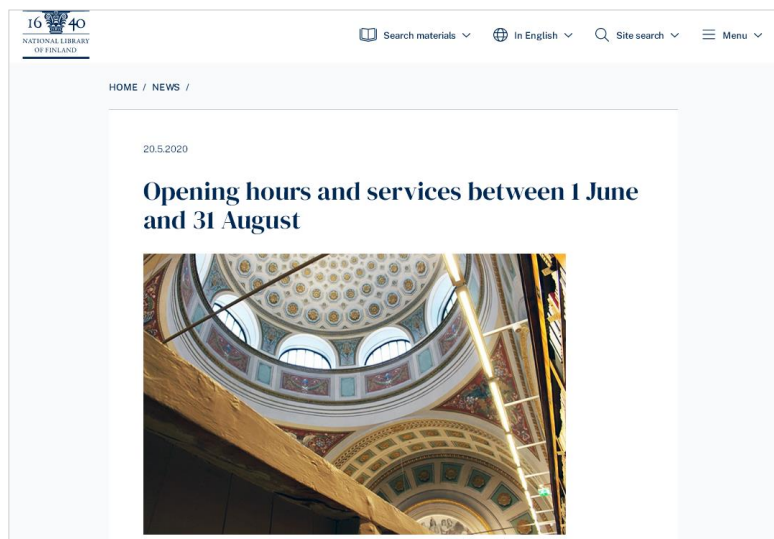 16 40
NATIONAL LIBRARY
OF FINLAND
Search materials
In English
Site search
Menu
HOME / NEWS /
20.5.2020
Opening hours and services between 1 June
and 31 August